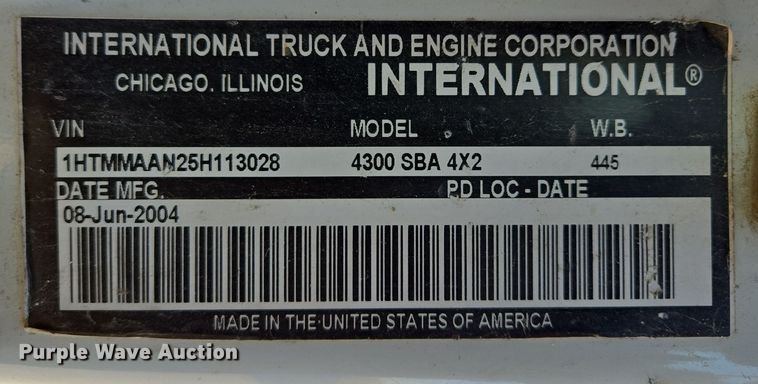 INTERNATIONAL TRUCK AND ENGINE CORPORATION
CHICAGO, ILLINOIS INTERNATIONAL®
VIN MODEL W.B.
1HTMMAAN25H113028 4300 SBA 4X2 445
DATE MFG. PD LOC - DATE
08-Jun-2004
MADE IN THE UNITED STATES OF AMERICA
Purple Wave Auction